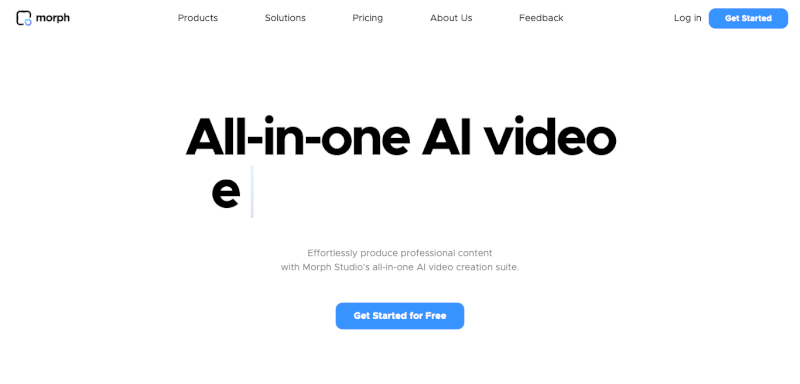 morph
Products
Solutions
Pricing
About Us
Feedback
Log in
Get Started
All-in-one AI video
e
Effortlessly produce professional content
with Morph Studio's all-in-one AI video creation suite.
Get Started for Free